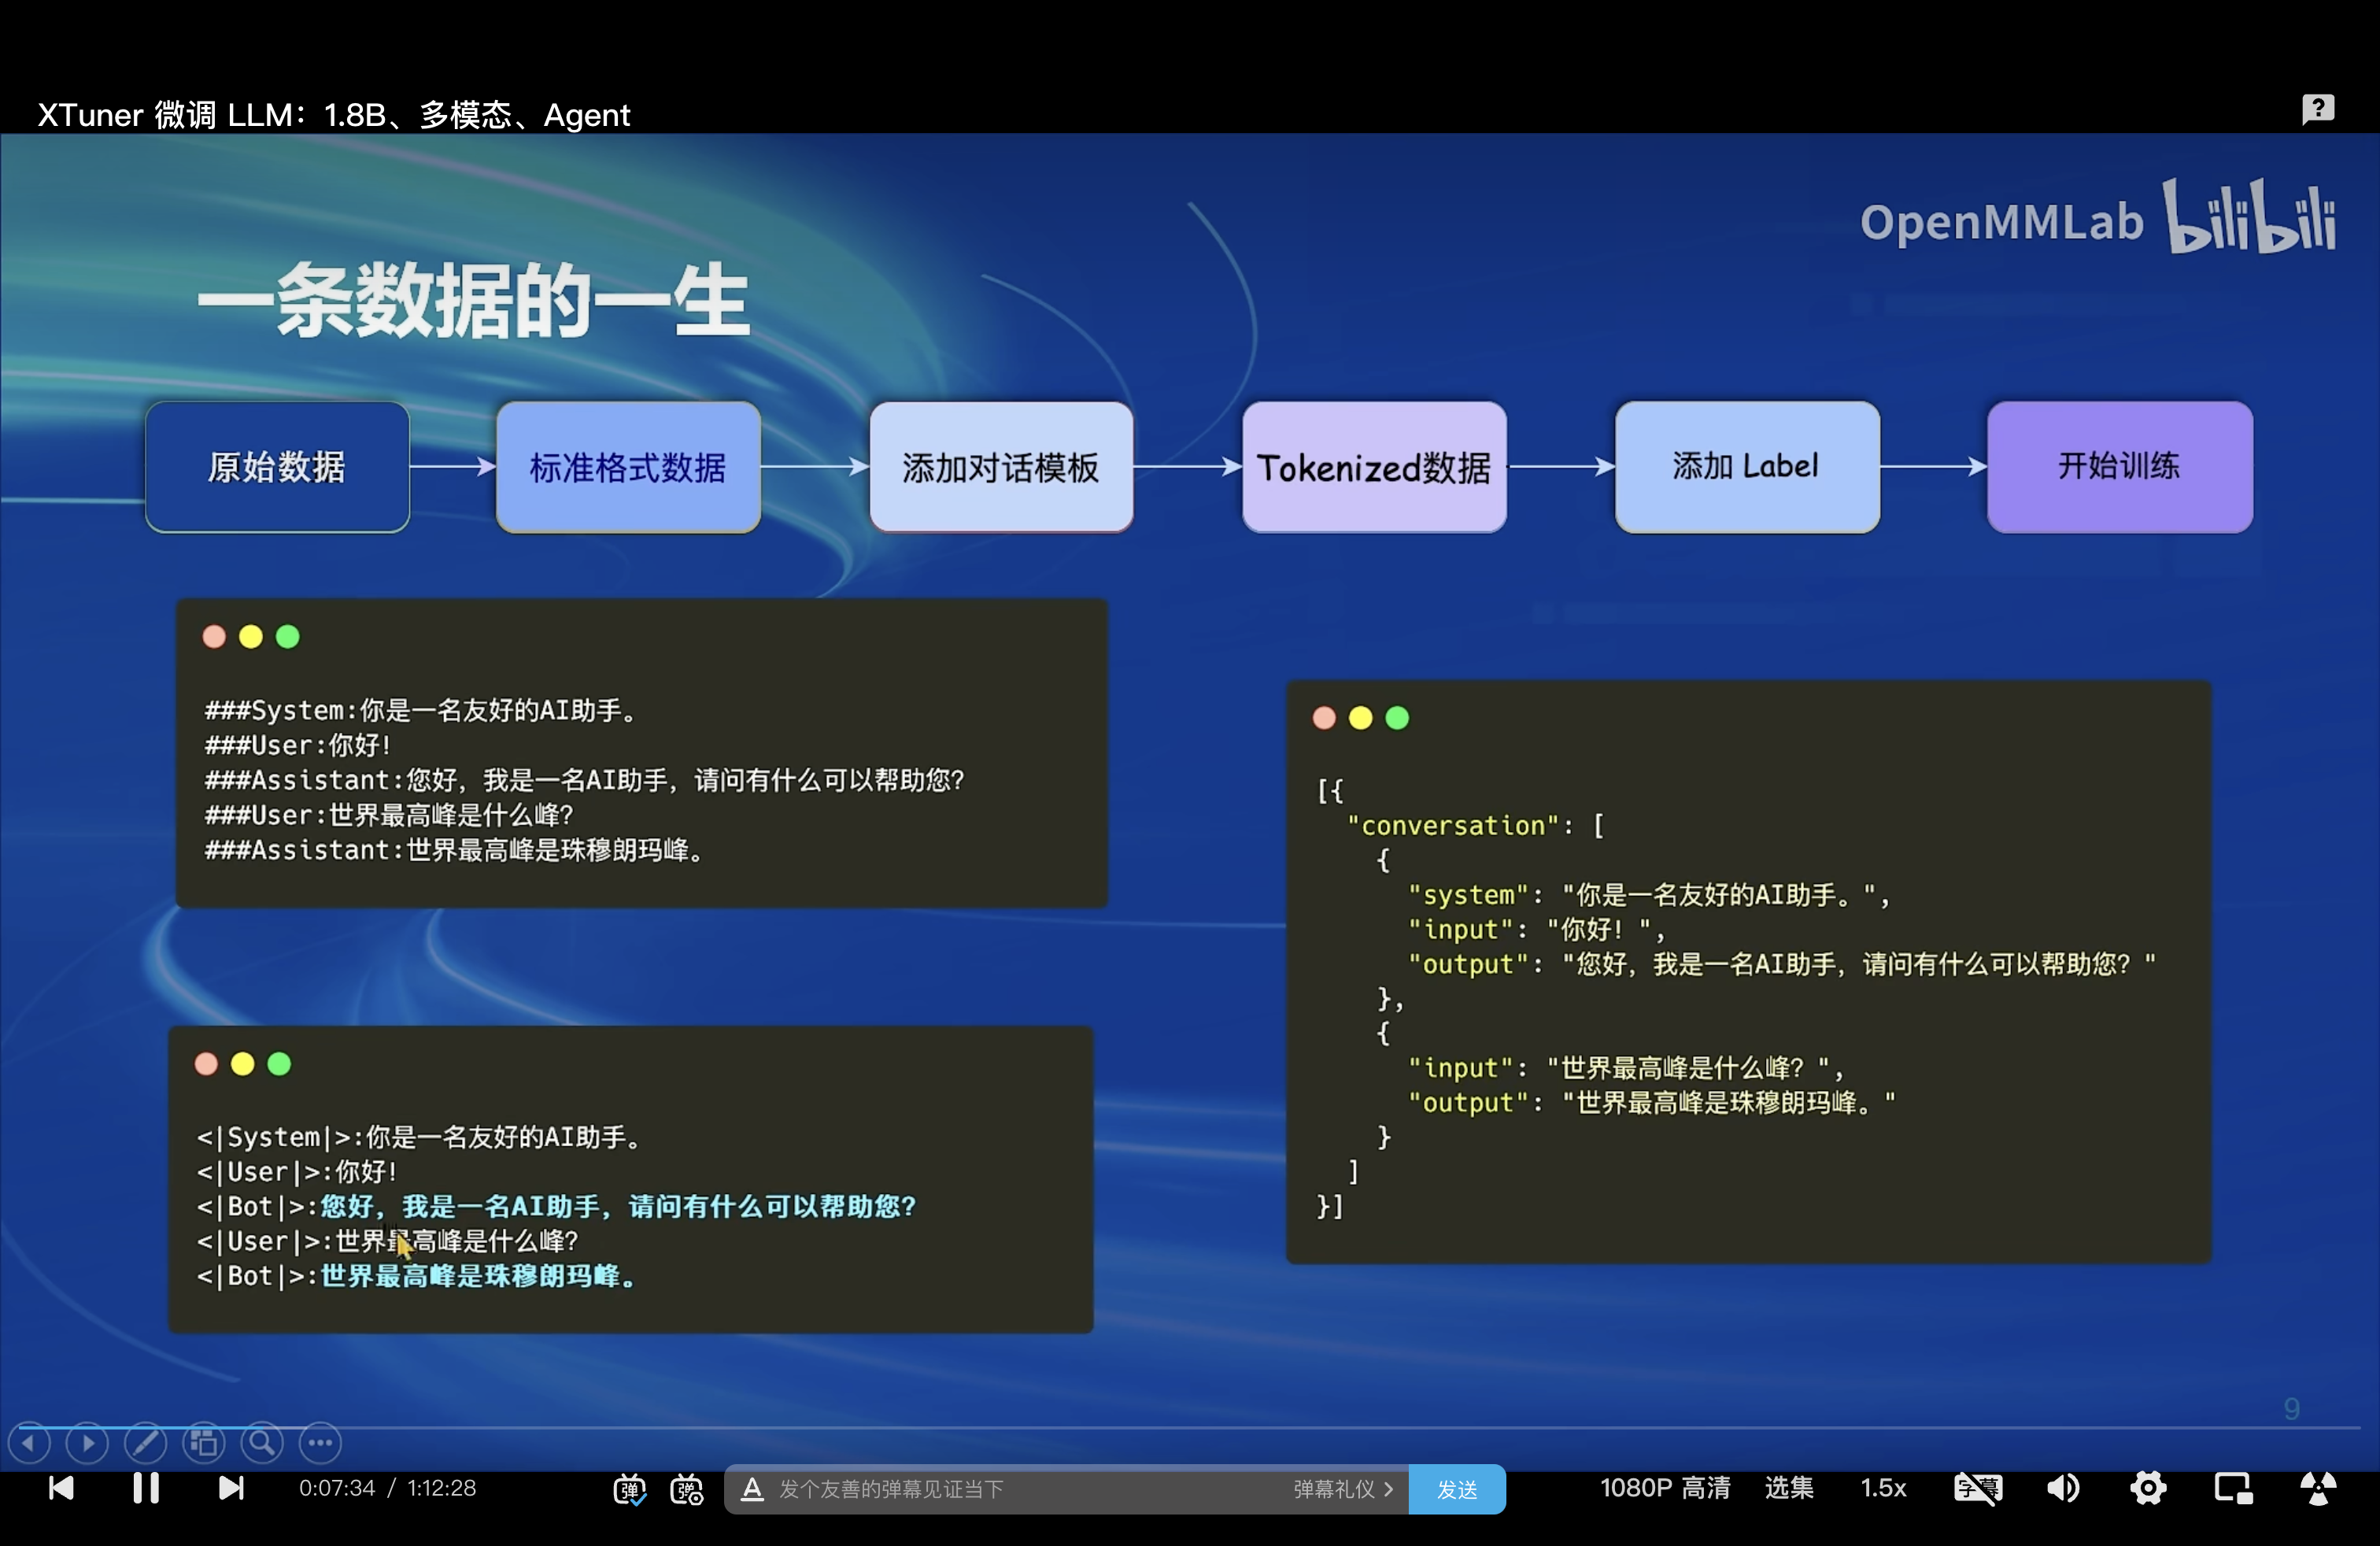 XTuner 微调 LLM：1.8B、多模态、Agent
OpenMMLab bilibili
一条数据的一生
原始数据
标准格式数据
添加对话模板
Tokenized数据
添加 Label
开始训练
###System:你是一名友好的AI助手。
###User:你好!
###Assistant:您好，我是一名AI助手，请问有什么可以帮助您?
###User:世界最高峰是什么峰?
###Assistant:世界最高峰是珠穆朗玛峰。
<|System|>:你是一名友好的AI助手。
<|User|>:你好!
<|Bot|>:您好，我是一名AI助手，请问有什么可以帮助您?
<|User|>:世界最高峰是什么峰?
<|Bot|>:世界最高峰是珠穆朗玛峰。
[{
"conversation": [
{
"system": "你是一名友好的AI助手。",
"input": "你好! ",
"output": "您好，我是一名AI助手，请问有什么可以帮助您? "
},
{
"input": "世界最高峰是什么峰? ",
"output": "世界最高峰是珠穆朗玛峰。"
}
]
}]
9
0:07:34 / 1:12:28
弹
弹
A 发个友善的弹幕见证当下
弹幕礼仪 >
发送
1080P 高清
选集
1.5x
字幕